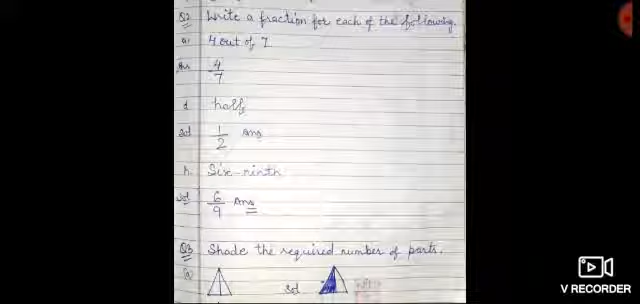 Q2 Write a fraction for each of the following.
a. 4 out of 7
Ans 4/7
d half
Sol 1/2 Ans
h. Six-ninth
Sol 6/9 Ans
Q3 Shade the required number of parts.
(a) Sol
V RECORDER